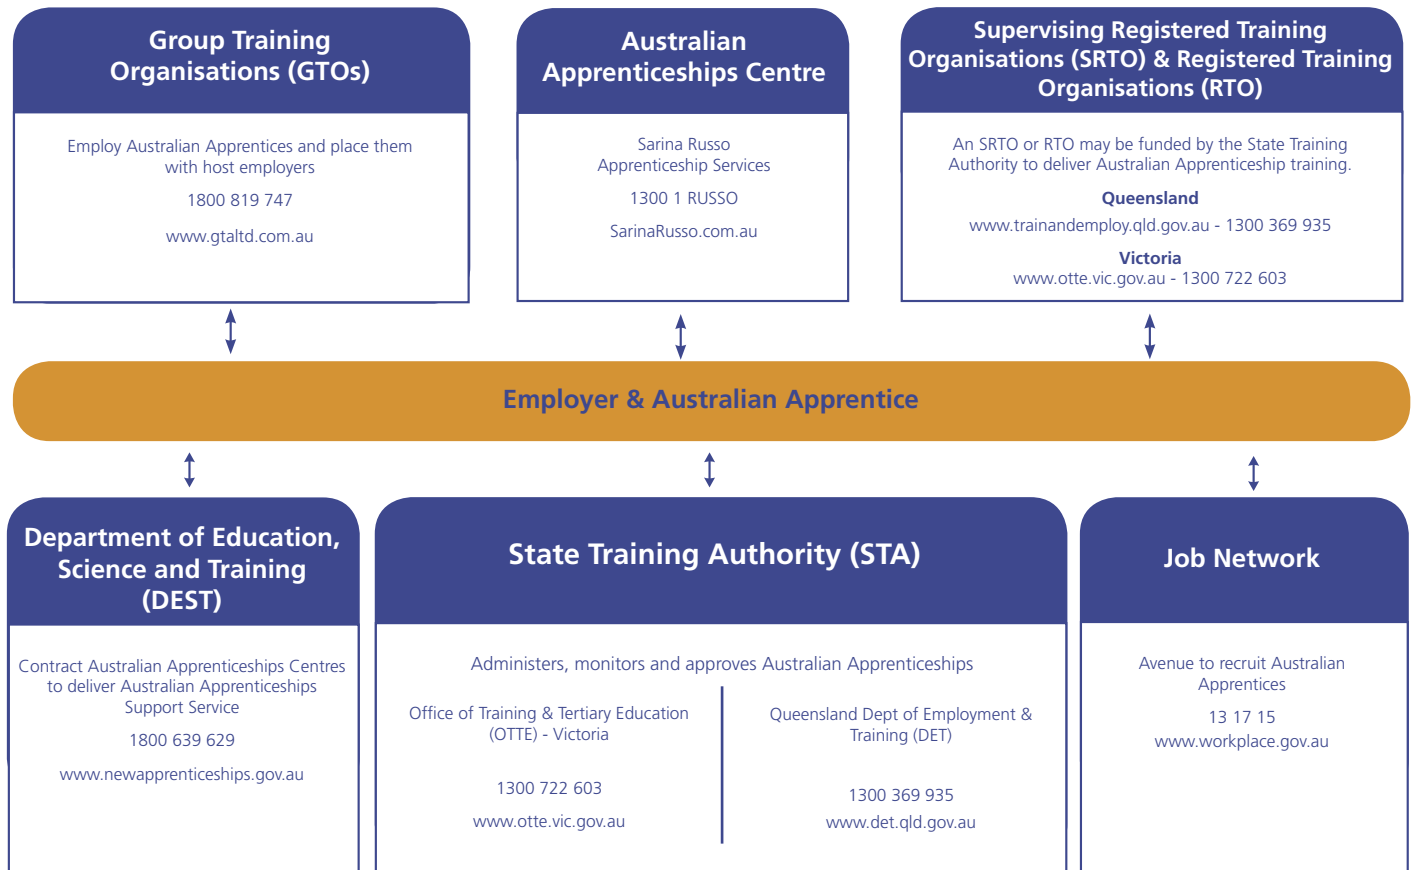 Group Training
Organisations (GTOs)
Employ Australian Apprentices and place them
with host employers
1800 819 747
www.gtaltd.com.au
Australian
Apprenticeships Centre
Sarina Russo
Apprenticeship Services
1300 1 RUSSO
SarinaRusso.com.au
Supervising Registered Training
Organisations (SRTO) & Registered Training
Organisations (RTO)
An SRTO or RTO may be funded by the State Training
Authority to deliver Australian Apprenticeship training.
Queensland
www.trainandemploy.qld.gov.au - 1300 369 935
Victoria
www.otte.vic.gov.au - 1300 722 603
Employer & Australian Apprentice
Department of Education,
Science and Training
(DEST)
Contract Australian Apprenticeships Centres
to deliver Australian Apprenticeships
Support Service
1800 639 629
www.newapprenticeships.gov.au
State Training Authority (STA)
Administers, monitors and approves Australian Apprenticeships
Office of Training & Tertiary Education
(OTTE) - Victoria
1300 722 603
www.otte.vic.gov.au
Queensland Dept of Employment &
Training (DET)
1300 369 935
www.det.qld.gov.au
Job Network
Avenue to recruit Australian
Apprentices
13 17 15
www.workplace.gov.au